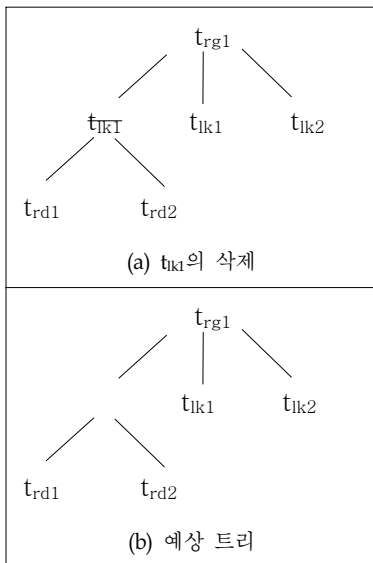 t_rg1
t_lk1 t_lk1 t_lk2
t_rd1 t_rd2
(a) t_lk1의 삭제
t_rg1
t_lk1 t_lk2
t_rd1 t_rd2
(b) 예상 트리